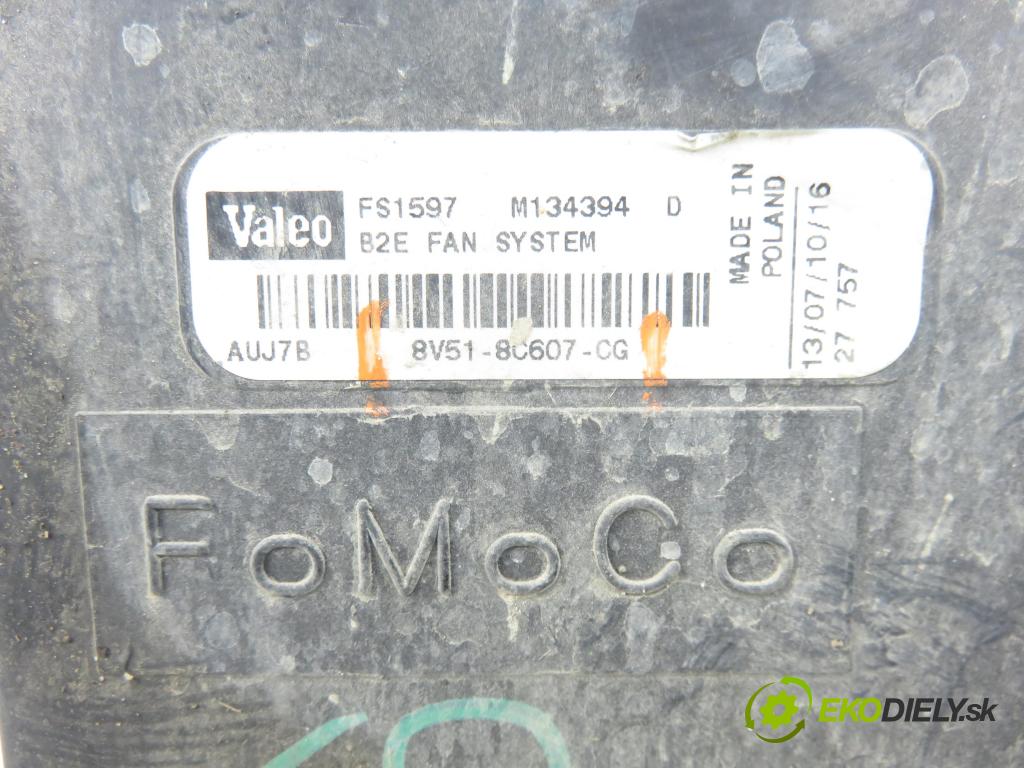 Valeo
FS1597 M134394 D
B2E FAN SYSTEM
AUJ7B 8V51-8C607-CG
MADE IN
POLAND
13/07/10/16
27 757
FoMoCo
EKODIELY.sk